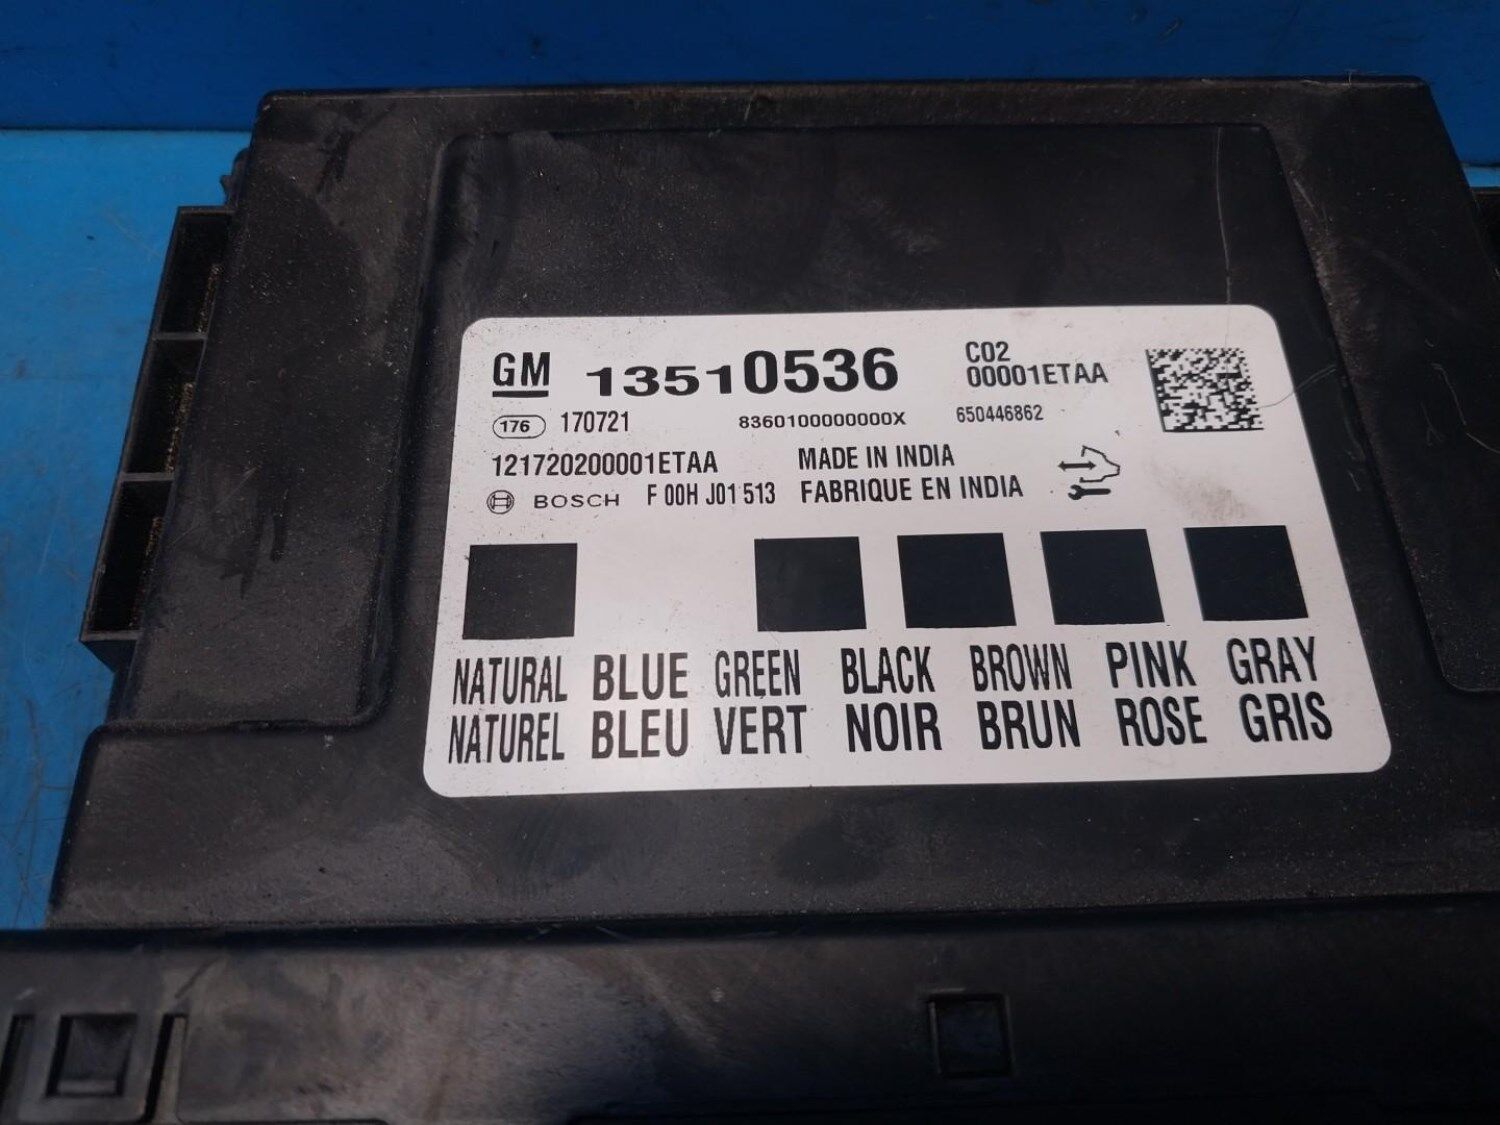 GM 13510536 C02
00001ETAA
176 170721 8360100000000X 650446862
121720200001ETAA MADE IN INDIA
BOSCH F 00H J01 513 FABRIQUE EN INDIA
NATURAL BLUE GREEN BLACK BROWN PINK GRAY
NATUREL BLEU VERT NOIR BRUN ROSE GRIS